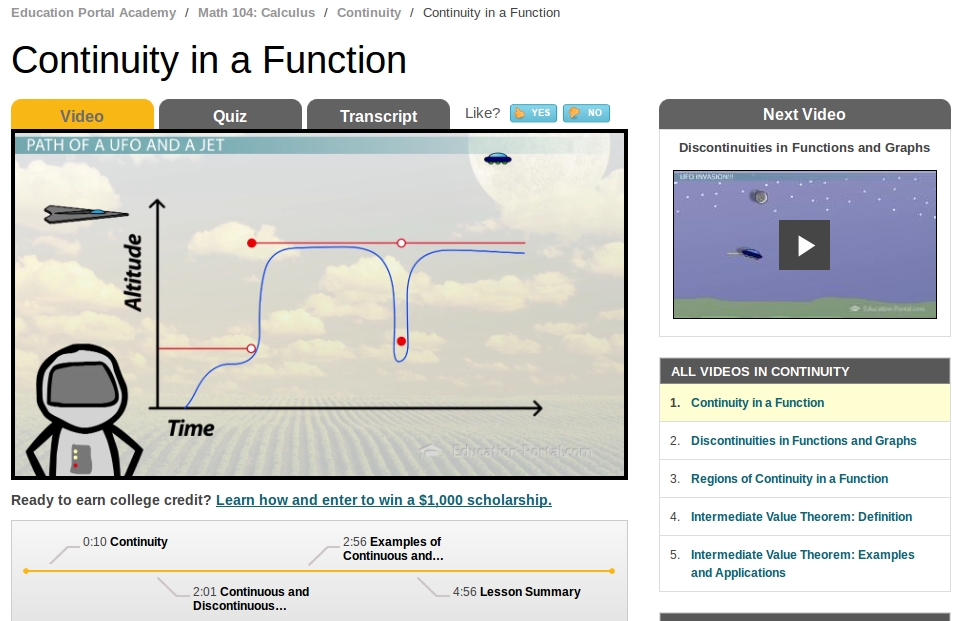 Education Portal Academy / Math 104: Calculus / Continuity / Continuity in a Function
Continuity in a Function
Video
Quiz
Transcript
Like?
YES
NO
PATH OF A UFO AND A JET
Altitude
Time
Education-Portal.com
Ready to earn college credit? Learn how and enter to win a $1,000 scholarship.
0:10 Continuity
2:56 Examples of
Continuous and...
2:01 Continuous and
Discontinuous...
4:56 Lesson Summary
Next Video
Discontinuities in Functions and Graphs
UFO INVASION!!!
Education-Portal.com
ALL VIDEOS IN CONTINUITY
1. Continuity in a Function
2. Discontinuities in Functions and Graphs
3. Regions of Continuity in a Function
4. Intermediate Value Theorem: Definition
5. Intermediate Value Theorem: Examples
and Applications